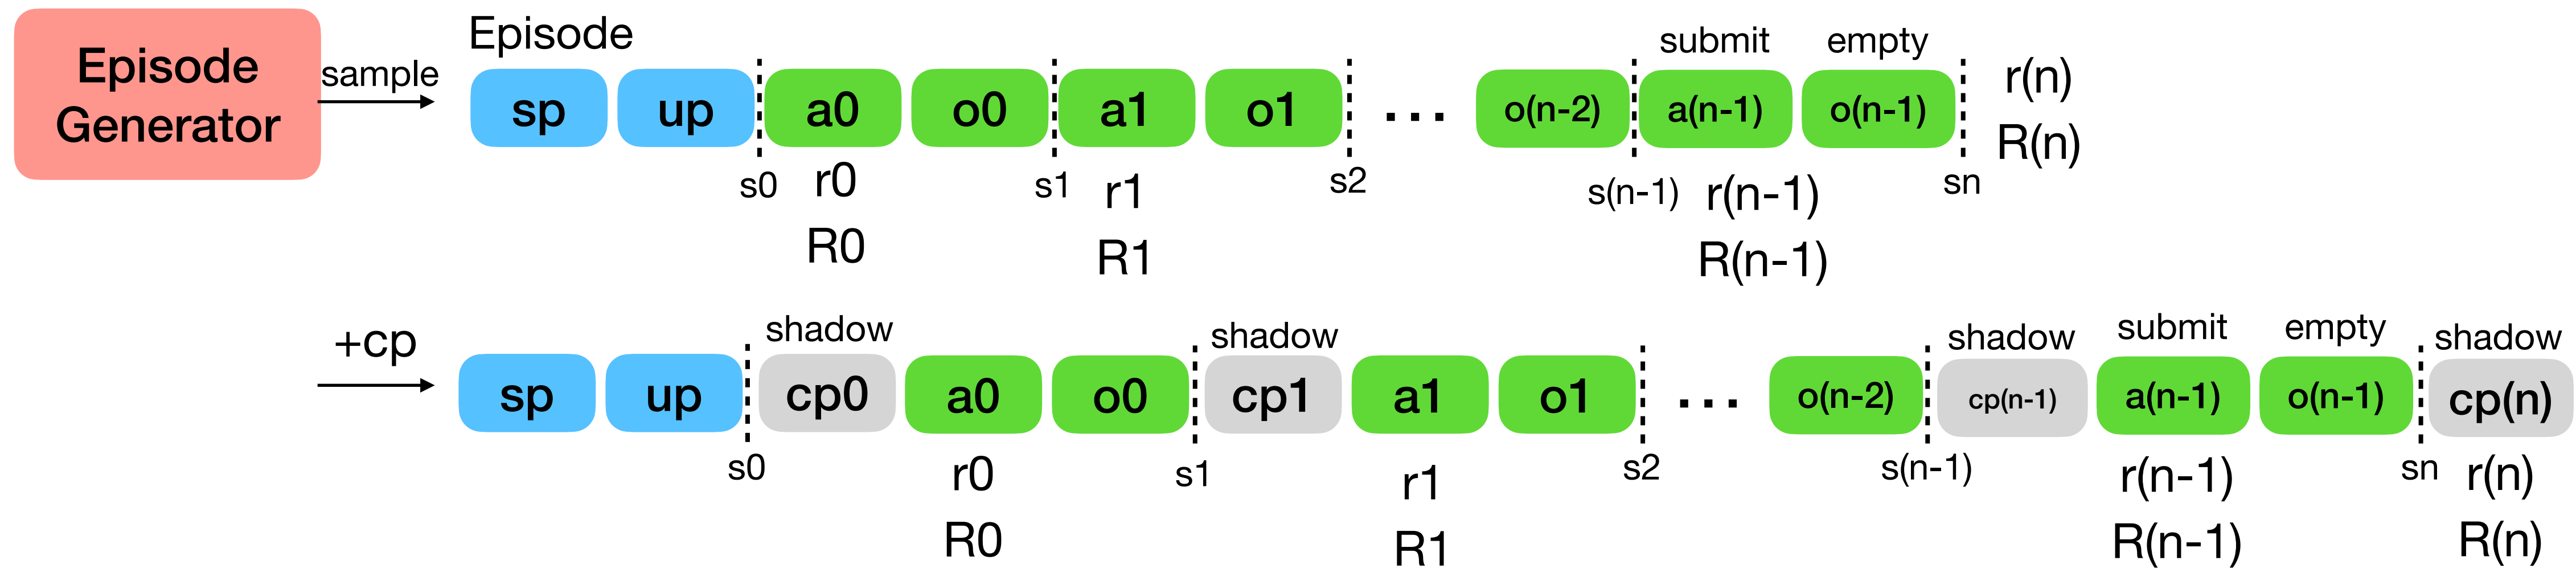 Episode
Generator
sample
Episode
submit empty
sp up a0 o0 a1 o1 ... o(n-2) a(n-1) o(n-1) r(n)
R(n)
s0 r0 s1 r1 s2 s(n-1) r(n-1) sn
R0 R1 R(n-1)
+cp
shadow shadow shadow submit empty shadow
sp up cp0 a0 o0 cp1 a1 o1 ... o(n-2) cp(n-1) a(n-1) o(n-1) cp(n)
s0 r0 s1 r1 s2 s(n-1) r(n-1) sn r(n)
R0 R1 R(n-1) R(n)